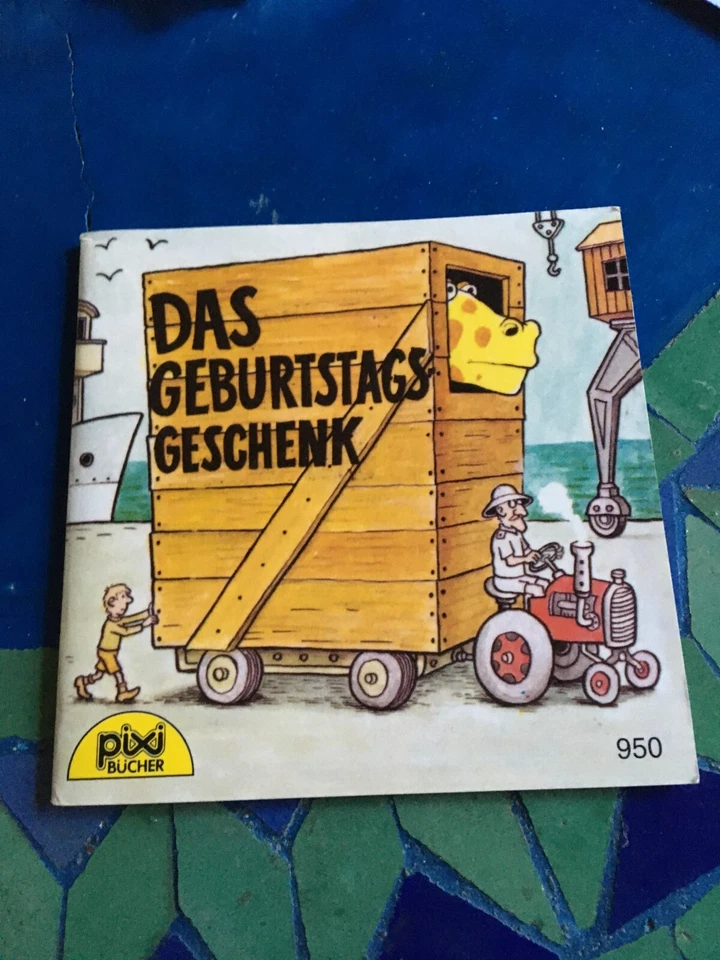 DAS
GEBURTSTAGS-
GESCHENK
pixi
BÜCHER
950